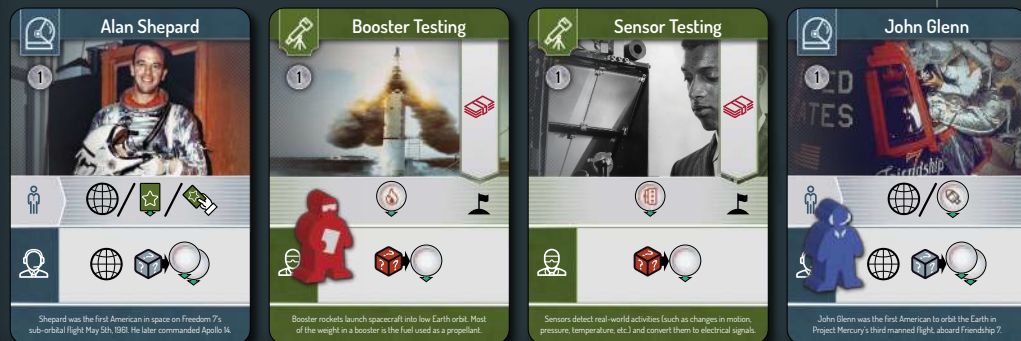 Alan Shepard
1
Shepard was the first American in space on Freedom 7's
sub-orbital flight May 5th, 1961. He later commanded Apollo 14.
Booster Testing
1
? ?
Booster rockets launch spacecraft into low Earth orbit. Most
of the weight in a booster is the fuel used as a propellant.
Sensor Testing
1
? ?
Sensors detect real-world activities (such as changes in motion,
pressure, temperature, etc.) and convert them to electrical signals.
John Glenn
1
ED
ATES
Friendship
John Glenn was the first American to orbit the Earth in
Project Mercury's third manned flight, aboard Friendship 7.